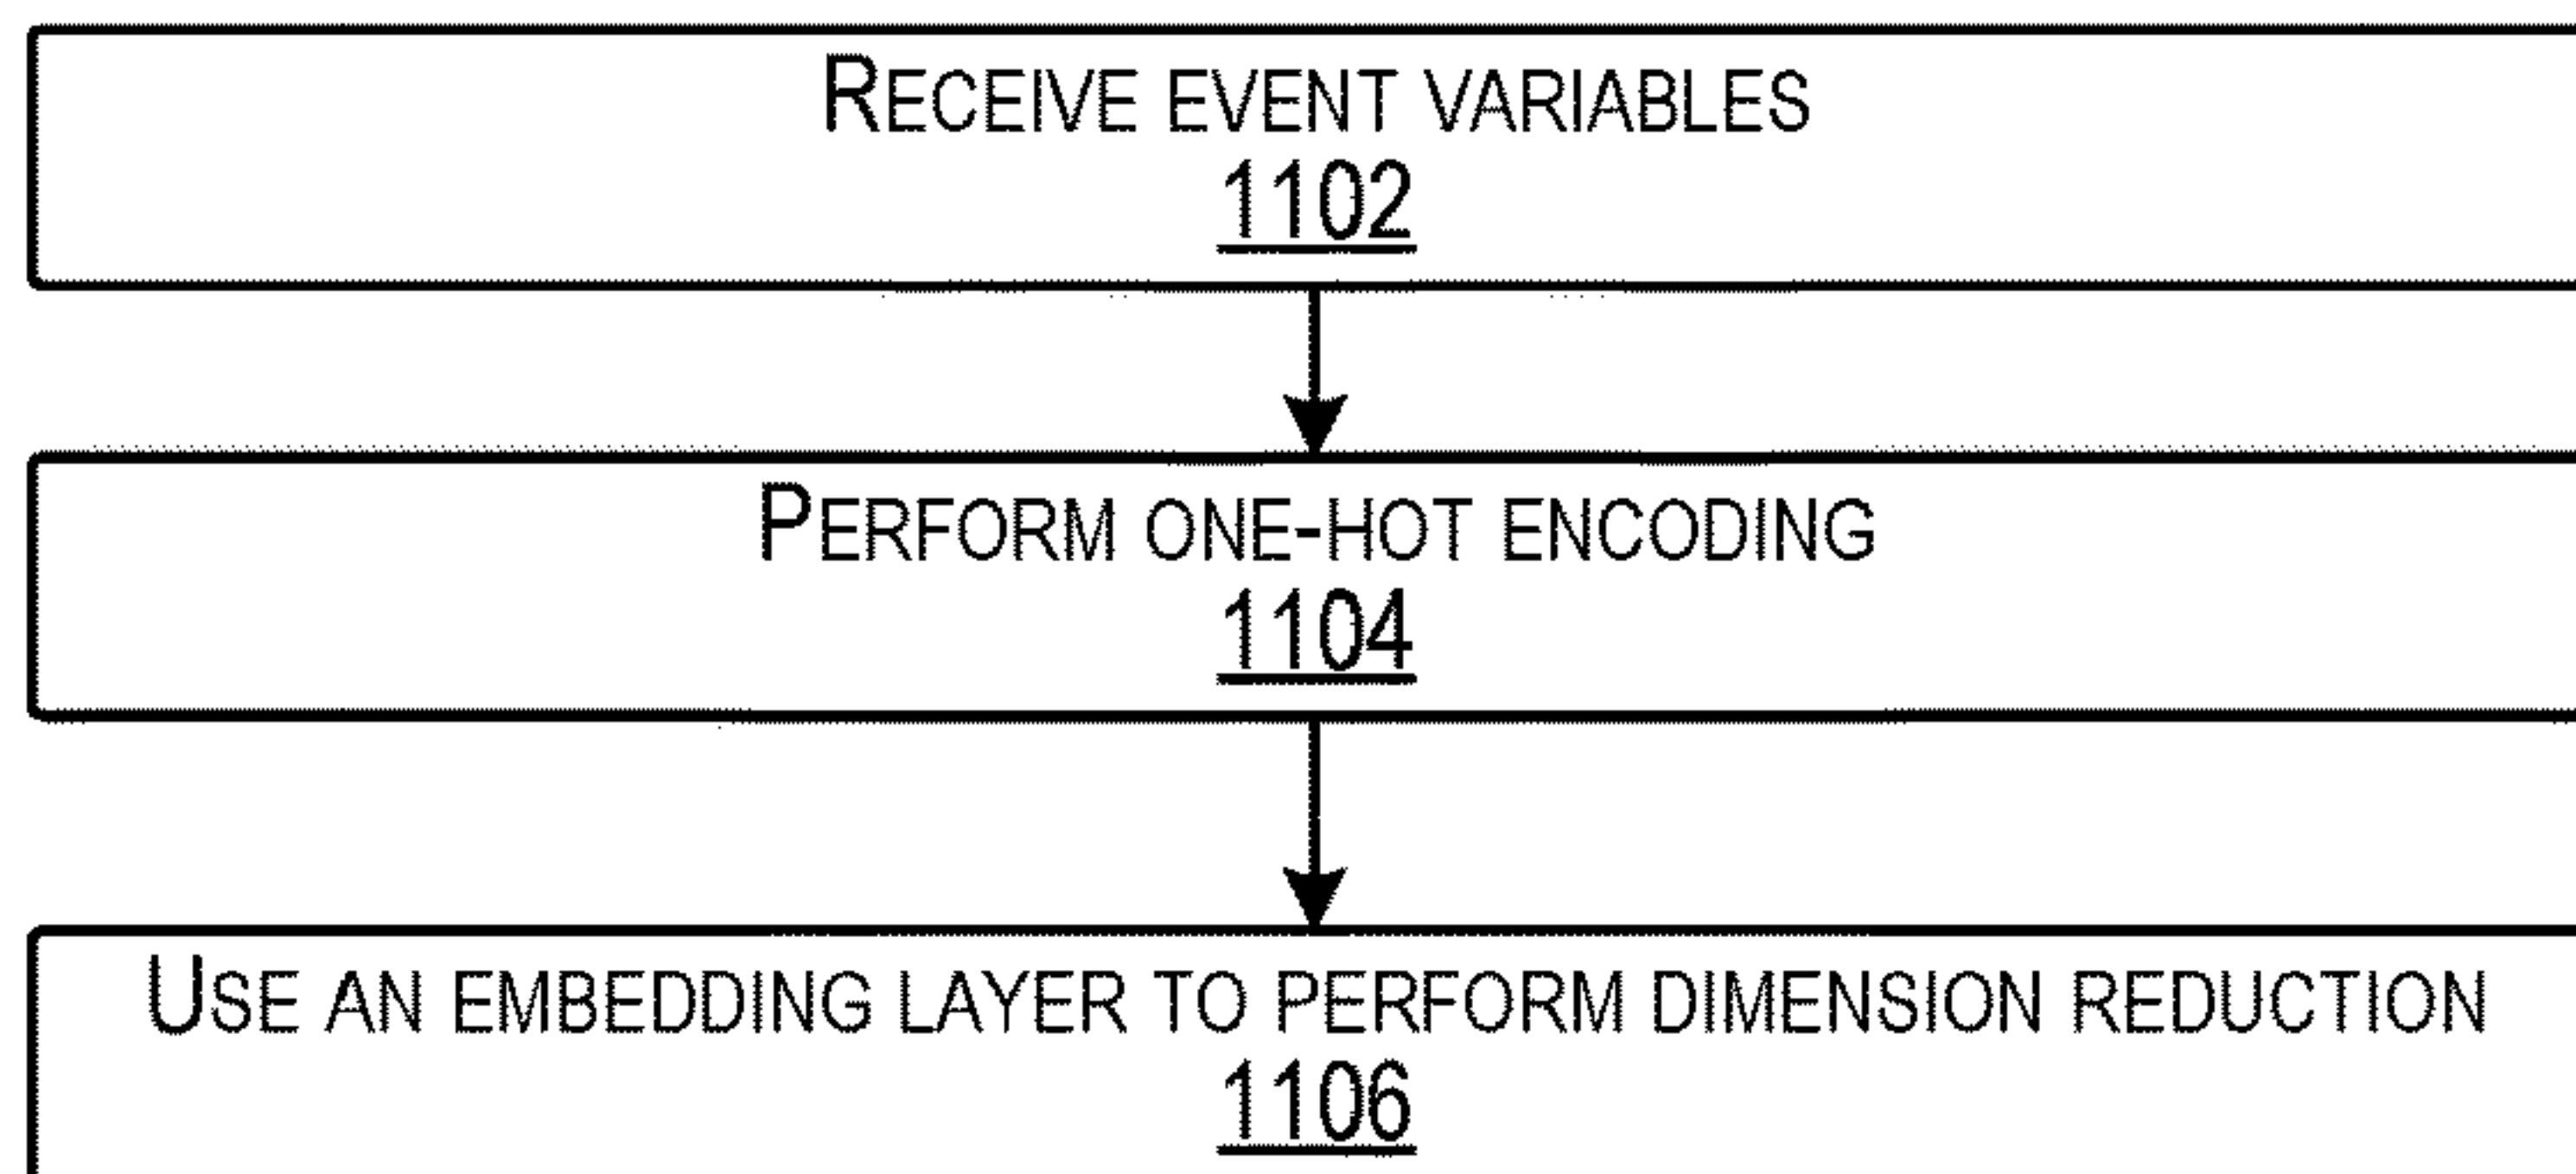 RECEIVE EVENT VARIABLES
1102
PERFORM ONE-HOT ENCODING
1104
USE AN EMBEDDING LAYER TO PERFORM DIMENSION REDUCTION
1106